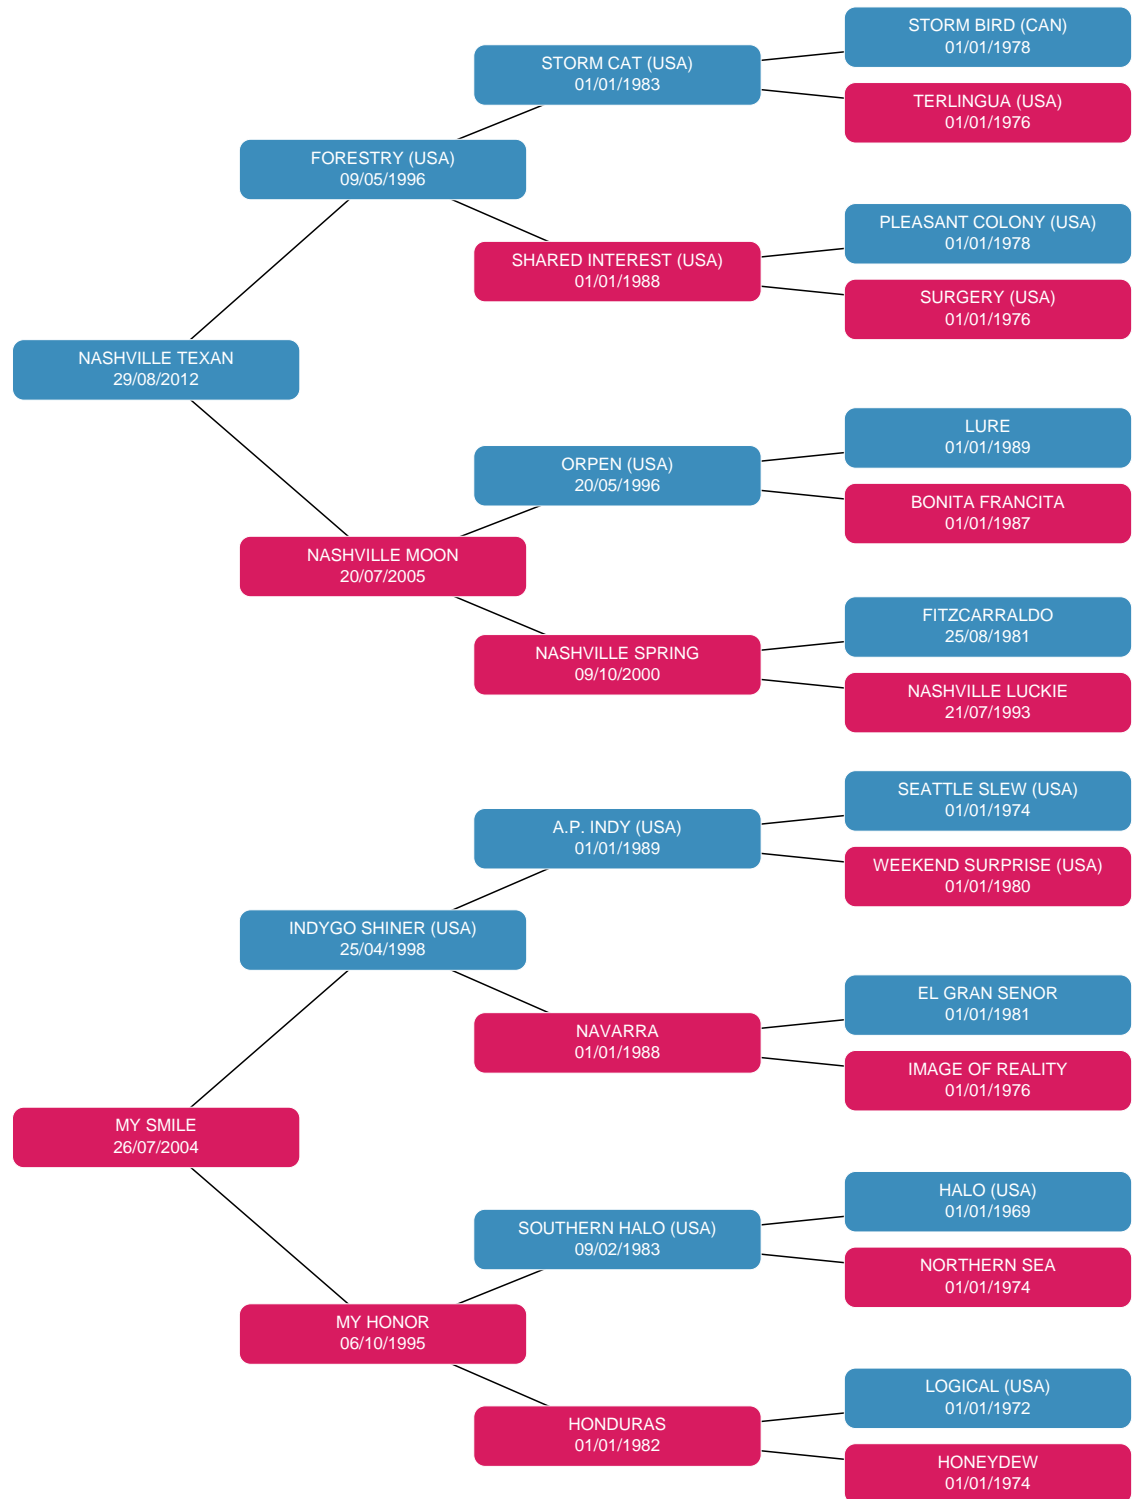 STORM BIRD (CAN)
01/01/1978
STORM CAT (USA)
01/01/1983
TERLINGUA (USA)
01/01/1976
FORESTRY (USA)
09/05/1996
PLEASANT COLONY (USA)
01/01/1978
SHARED INTEREST (USA)
01/01/1988
SURGERY (USA)
01/01/1976
NASHVILLE TEXAN
29/08/2012
LURE
01/01/1989
ORPEN (USA)
20/05/1996
BONITA FRANCITA
01/01/1987
NASHVILLE MOON
20/07/2005
FITZCARRALDO
25/08/1981
NASHVILLE SPRING
09/10/2000
NASHVILLE LUCKIE
21/07/1993
SEATTLE SLEW (USA)
01/01/1974
A.P. INDY (USA)
01/01/1989
WEEKEND SURPRISE (USA)
01/01/1980
INDYGO SHINER (USA)
25/04/1998
EL GRAN SENOR
01/01/1981
NAVARRA
01/01/1988
IMAGE OF REALITY
01/01/1976
MY SMILE
26/07/2004
HALO (USA)
01/01/1969
SOUTHERN HALO (USA)
09/02/1983
NORTHERN SEA
01/01/1974
MY HONOR
06/10/1995
LOGICAL (USA)
01/01/1972
HONDURAS
01/01/1982
HONEYDEW
01/01/1974